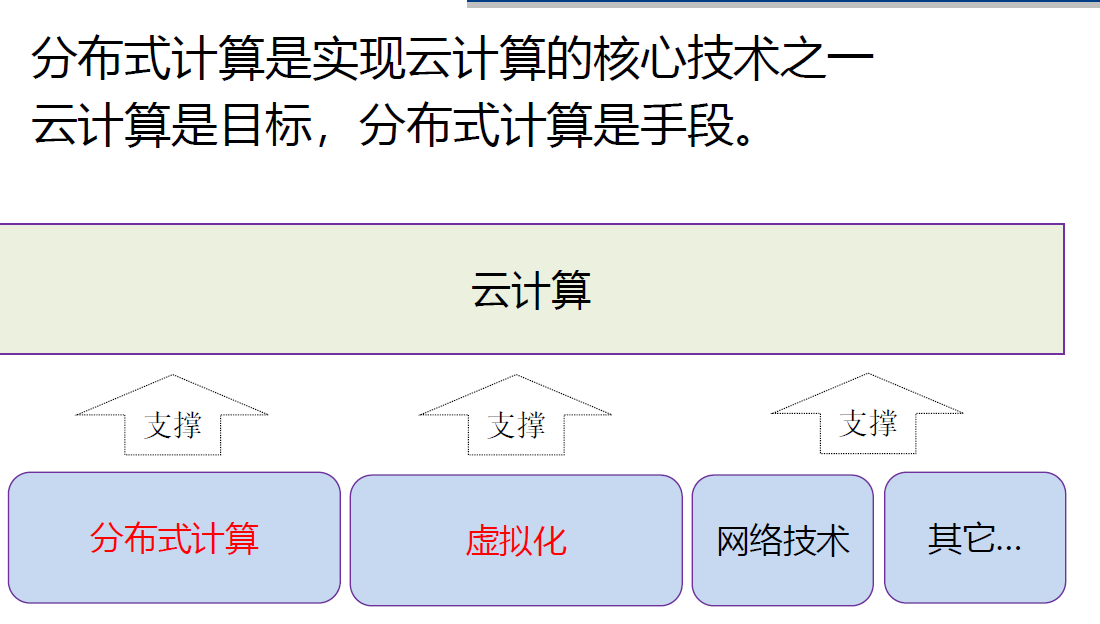 分布式计算是实现云计算的核心技术之一
云计算是目标，分布式计算是手段。
云计算
支撑
支撑
支撑
分布式计算
虚拟化
网络技术
其它...